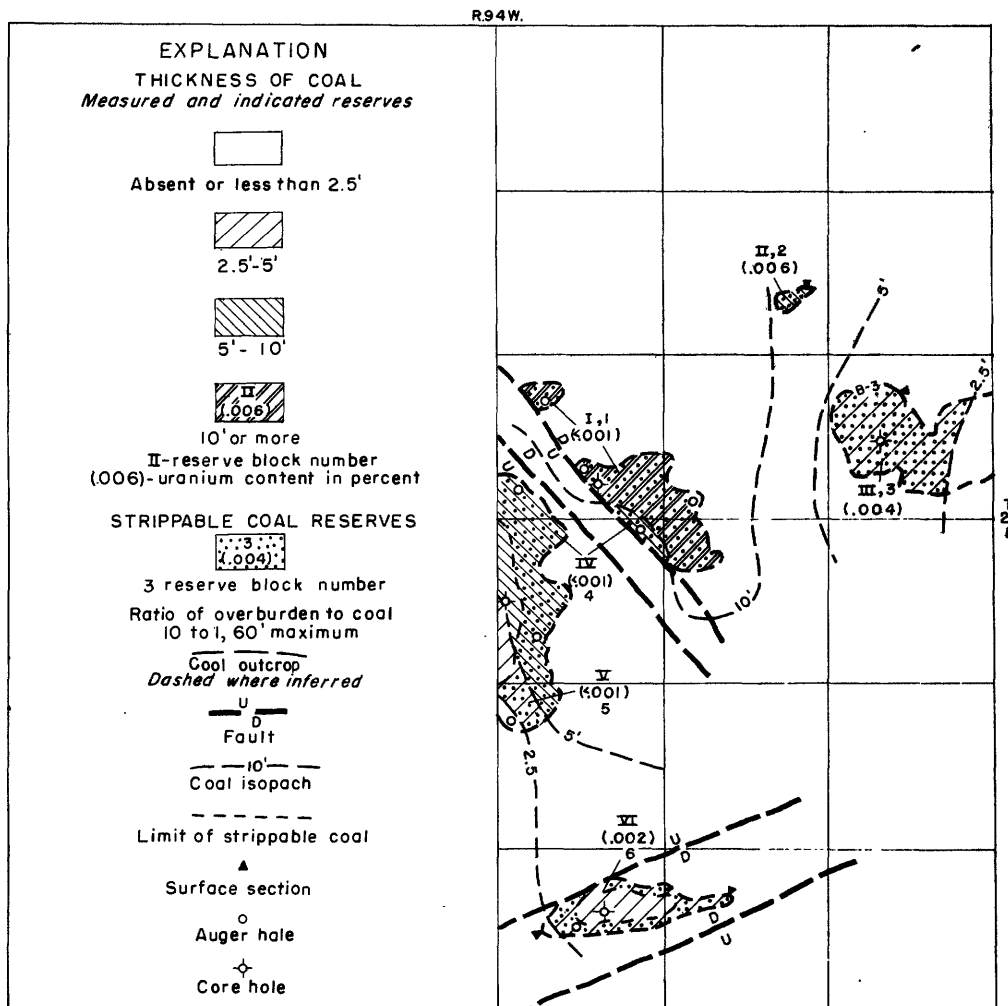 R.94W.
EXPLANATION
THICKNESS OF COAL
Measured and indicated reserves
Absent or less than 2.5'
2.5'-5'
5'- 10'
II
(.006)
10' or more
II-reserve block number
(.006)-uranium content in percent
STRIPPABLE COAL RESERVES
3
(.004)
3 reserve block number
Ratio of overburden to coal
10 to 1, 60' maximum
Coal outcrop
Dashed where inferred
U
D
Fault
10'
Coal isopach
Limit of strippable coal
Surface section
Auger hole
Core hole
II,2
(.006)
5'
B-3
2.5'
I,1
(<.001)
D
U
U
D
III,3
(.004)
IV
(<.001)
4
10'
V
(<.001)
5
5'
2.5
VI
(.002)
6
U
D
D
U